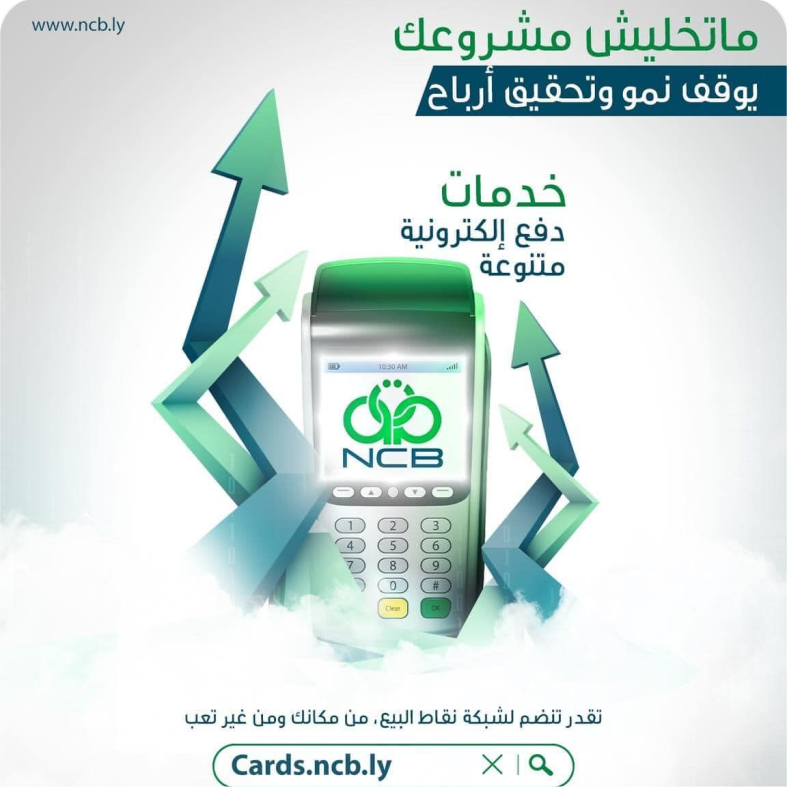 www.ncb.ly
ماتخليش مشروعك
يوقف نمو وتحقيق أرباح
خدمات
دفع إلكترونية
متنوعة
10:30 AM
NCB
1 2 3
4 5 6
7 8 9
0 #
Clear OK
تقدر تنضم لشبكة نقاط البيع، من مكانك ومن غير تعب
Cards.ncb.ly